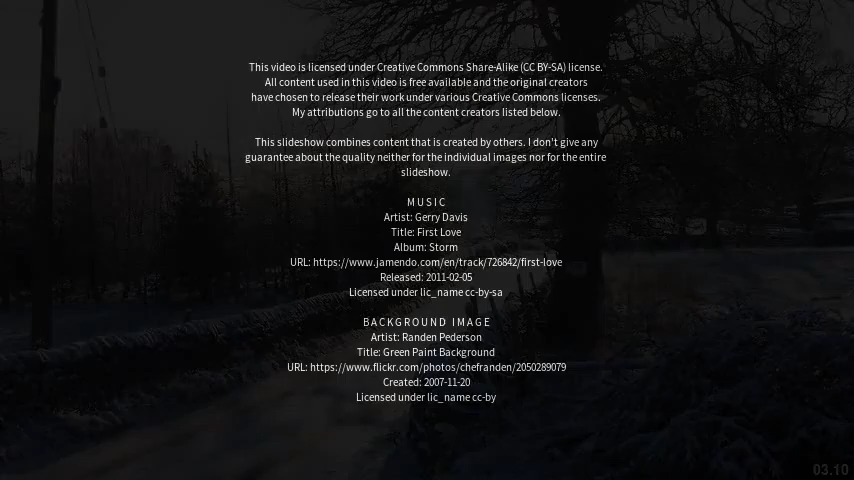 This video is licensed under Creative Commons Share-Alike (CC BY-SA) license.
All content used in this video is free available and the original creators
have chosen to release their work under various Creative Commons licenses.
My attributions go to all the content creators listed below.
This slideshow combines content that is created by others. I don't give any
guarantee about the quality neither for the individual images nor for the entire
slideshow.
MUSIC
Artist: Gerry Davis
Title: First Love
Album: Storm
URL: https://www.jamendo.com/en/track/726842/first-love
Released: 2011-02-05
Licensed under lic_name cc-by-sa
BACKGROUND IMAGE
Artist: Randen Pederson
Title: Green Paint Background
URL: https://www.flickr.com/photos/chefranden/2050289079
Created: 2007-11-20
Licensed under lic_name cc-by
03.10